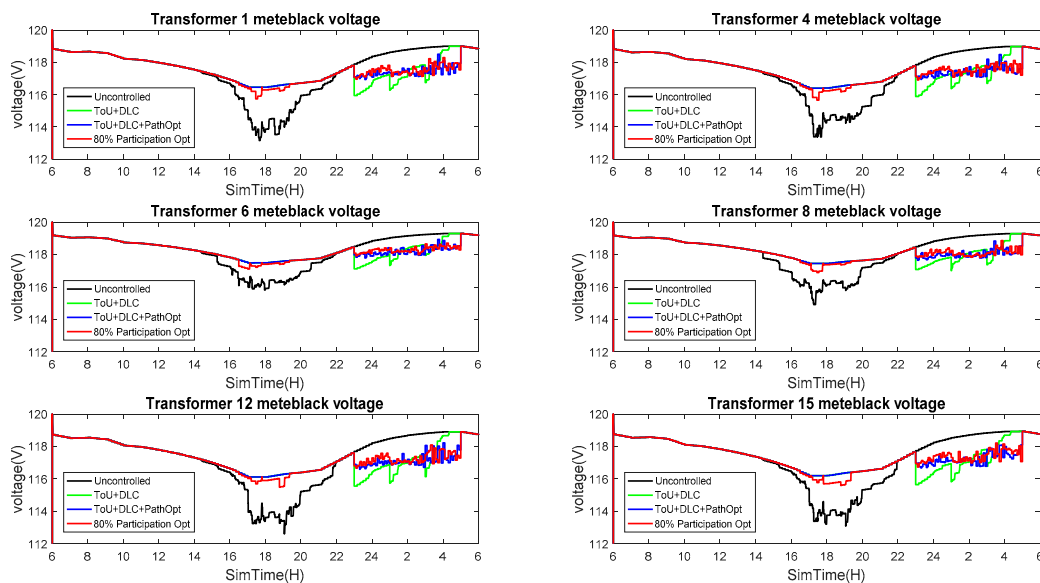 Transformer 1 meteblack voltage
120
118
116
114
112
voltage(V)
Uncontrolled
ToU+DLC
ToU+DLC+PathOpt
80% Participation Opt
6 8 10 12 14 16 18 20 22 24 2 4 6
SimTime(H)
Transformer 4 meteblack voltage
120
118
116
114
112
voltage(V)
Uncontrolled
ToU+DLC
ToU+DLC+PathOpt
80% Participation Opt
6 8 10 12 14 16 18 20 22 24 2 4 6
SimTime(H)
Transformer 6 meteblack voltage
120
118
116
114
112
voltage(V)
Uncontrolled
ToU+DLC
ToU+DLC+PathOpt
80% Participation Opt
6 8 10 12 14 16 18 20 22 24 2 4 6
SimTime(H)
Transformer 8 meteblack voltage
120
118
116
114
112
voltage(V)
Uncontrolled
ToU+DLC
ToU+DLC+PathOpt
80% Participation Opt
6 8 10 12 14 16 18 20 22 24 2 4 6
SimTime(H)
Transformer 12 meteblack voltage
120
118
116
114
112
voltage(V)
Uncontrolled
ToU+DLC
ToU+DLC+PathOpt
80% Participation Opt
6 8 10 12 14 16 18 20 22 24 2 4 6
SimTime(H)
Transformer 15 meteblack voltage
120
118
116
114
112
voltage(V)
Uncontrolled
ToU+DLC
ToU+DLC+PathOpt
80% Participation Opt
6 8 10 12 14 16 18 20 22 24 2 4 6
SimTime(H)